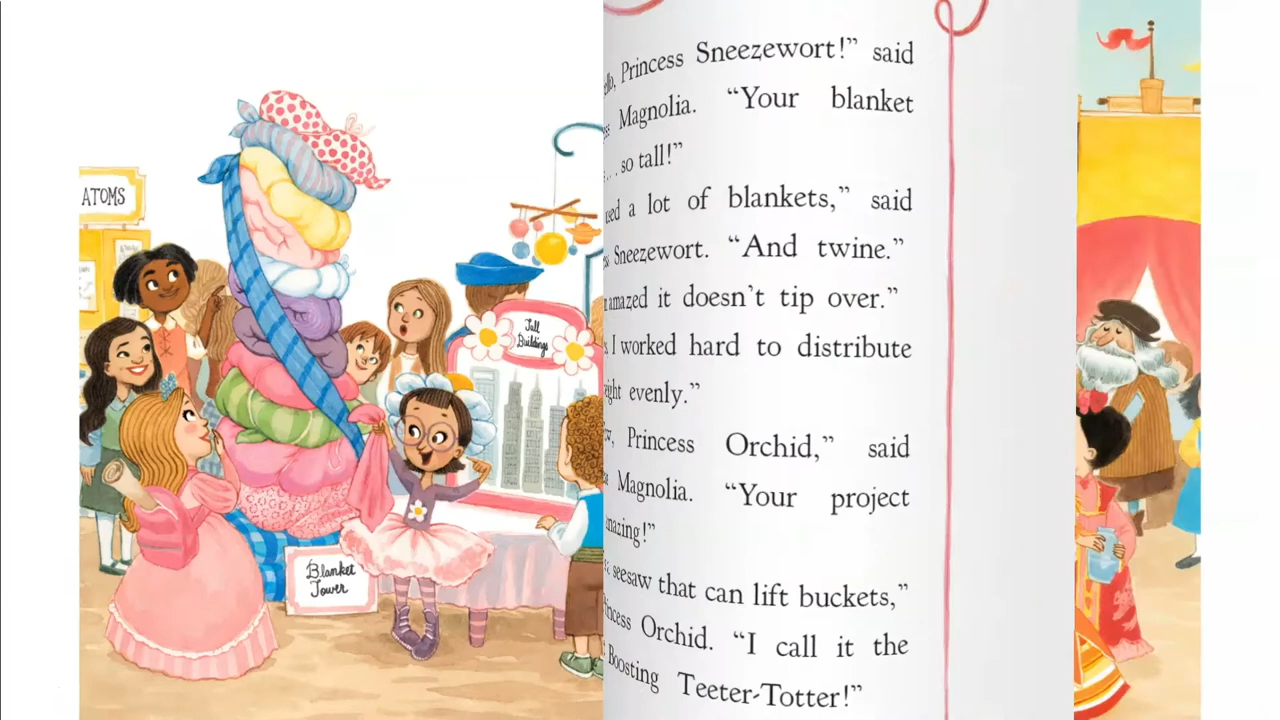 ATOMS
Tall
Buildings
Blanket
Tower
Princess Sneezewort!” said
Magnolia. “Your blanket
. . . so tall!”
a lot of blankets,” said
Sneezewort. “And twine.”
amazed it doesn’t tip over.”
I worked hard to distribute
evenly.”
Princess Orchid,” said
Magnolia. “Your project
seesaw that can lift buckets,”
Orchid. “I call it the
Boosting Teeter-Totter!”